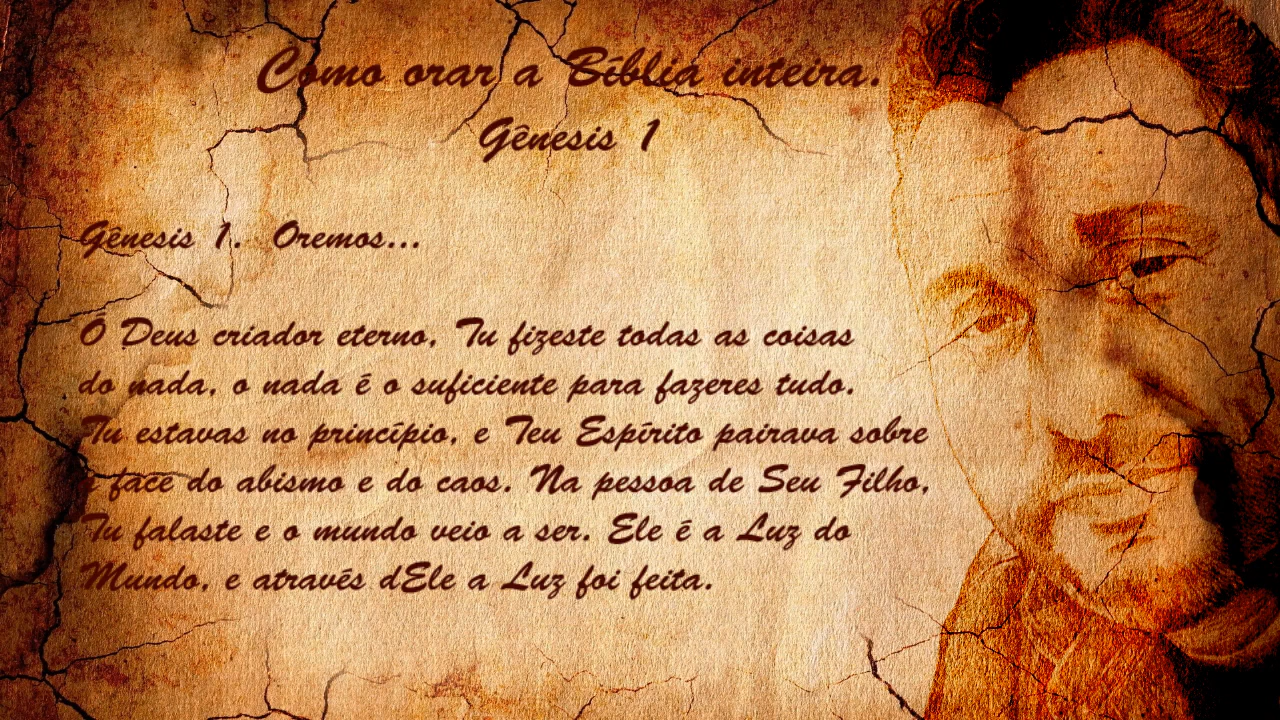 Como orar a Bíblia inteira.
Gênesis 1
Gênesis 1. Oremos...
Ó Deus criador eterno, Tu fizeste todas as coisas
do nada, o nada é o suficiente para fazeres tudo.
Tu estavas no princípio, e Teu Espírito pairava sobre
a face do abismo e do caos. Na pessoa de Seu Filho,
Tu falaste e o mundo veio a ser. Ele é a Luz do
Mundo, e através dEle a Luz foi feita.